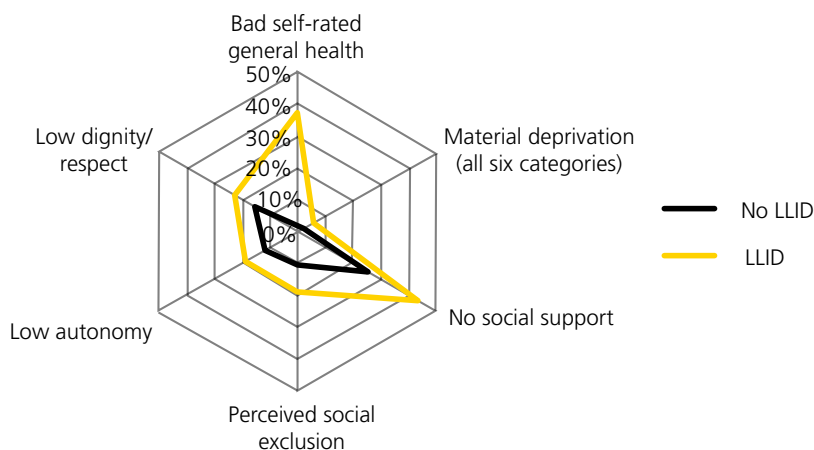 Bad self-rated
general health
50%
40%
30%
20%
10%
0%
Low dignity/
respect
Material deprivation
(all six categories)
No LLID
LLID
Low autonomy
No social support
Perceived social
exclusion